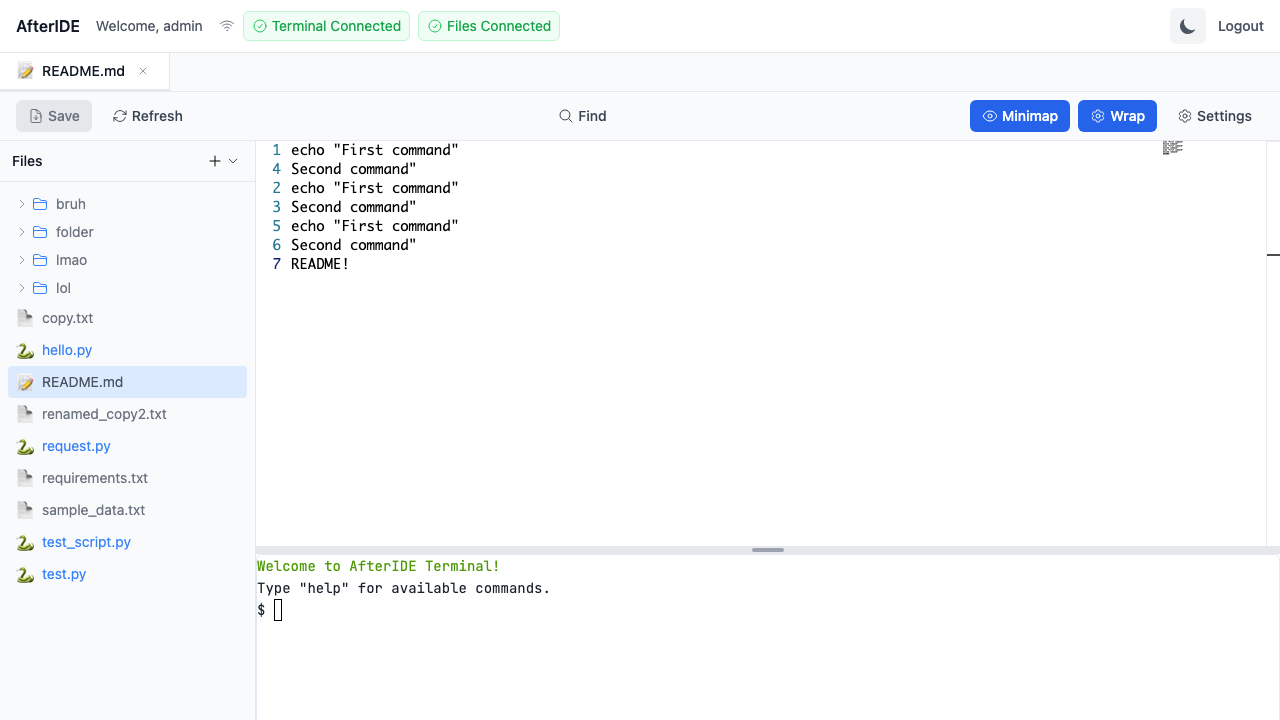 AfterIDE Welcome, admin Terminal Connected Files Connected Logout
README.md
Save Refresh Find Minimap Wrap Settings
Files
bruh
folder
lmao
lol
copy.txt
hello.py
README.md
renamed_copy2.txt
request.py
requirements.txt
sample_data.txt
test_script.py
test.py
1 echo "First command"
4 Second command"
2 echo "First command"
3 Second command"
5 echo "First command"
6 Second command"
7 README!
Welcome to AfterIDE Terminal!
Type "help" for available commands.
$